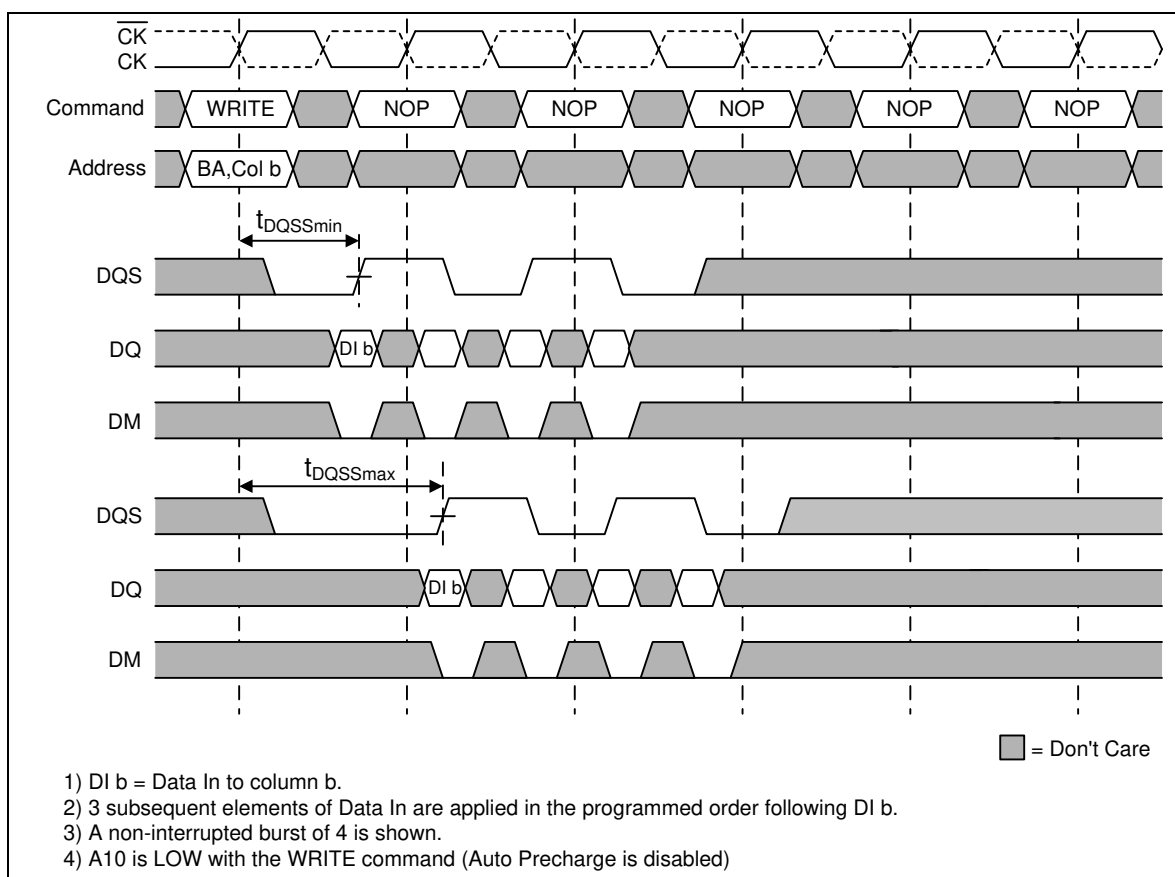 CK
CK
Command WRITE NOP NOP NOP NOP NOP
Address BA,Col b
tDQSSmin
DQS
DQ DI b
DM
tDQSSmax
DQS
DQ DI b
DM
= Don't Care
1) DI b = Data In to column b.
2) 3 subsequent elements of Data In are applied in the programmed order following DI b.
3) A non-interrupted burst of 4 is shown.
4) A10 is LOW with the WRITE command (Auto Precharge is disabled)